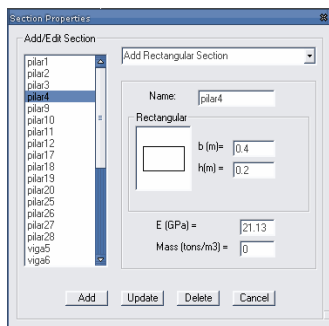 Section Properties
Add/Edit Section
pilar1
pilar2
pilar3
pilar4
pilar9
pilar10
pilar11
pilar12
pilar17
pilar18
pilar19
pilar20
pilar25
pilar26
pilar27
pilar28
viga5
viga6
Add Rectangular Section
Name: pilar4
Rectangular
b (m)= 0.4
h(m)= 0.2
E (GPa) = 21.13
Mass (tons/m3) = 0
Add Update Delete Cancel